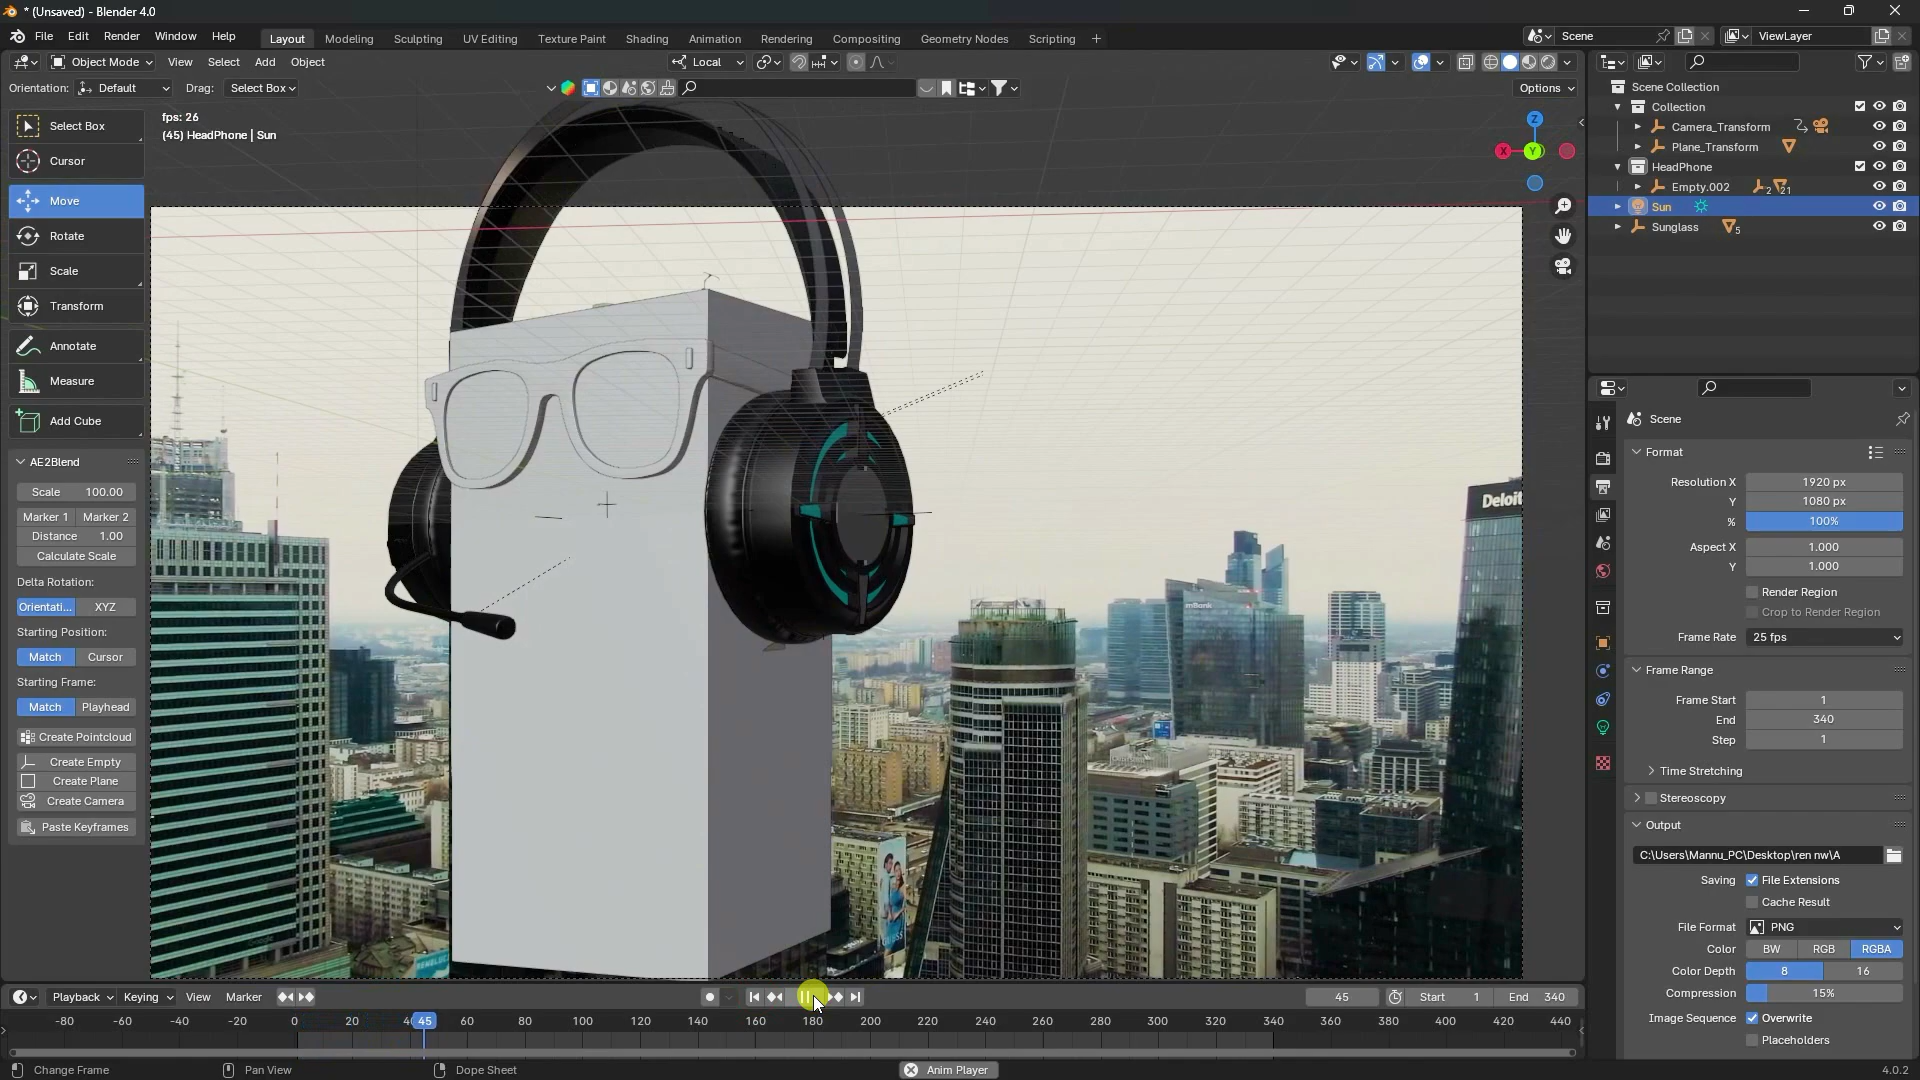 * (Unsaved) - Blender 4.0
File Edit Render Window Help
Layout Modeling Sculpting UV Editing Texture Paint Shading Animation Rendering Compositing Geometry Nodes Scripting +
Scene
ViewLayer
Object Mode View Select Add Object
Local
Orientation: Default Drag: Select Box
Options
fps: 26
(45) HeadPhone | Sun
Select Box
Cursor
Move
Rotate
Scale
Transform
Annotate
Measure
Add Cube
AE2Blend
Scale 100.00
Marker 1 Marker 2
Distance 1.00
Calculate Scale
Delta Rotation:
Orientati... XYZ
Starting Position:
Match Cursor
Starting Frame:
Match Playhead
Create Pointcloud
Create Empty
Create Plane
Create Camera
Paste Keyframes
Z
X
Y
Deloit
mBank
Scene Collection
Collection
Camera_Transform
Plane_Transform
HeadPhone
Empty.002 2 21
Sun
Sunglass 5
Scene
Format
Resolution X 1920 px
Y 1080 px
% 100%
Aspect X 1.000
Y 1.000
Render Region
Crop to Render Region
Frame Rate 25 fps
Frame Range
Frame Start 1
End 340
Step 1
Time Stretching
Stereoscopy
Output
C:\Users\Mannu_PC\Desktop\ren nw\A
Saving File Extensions
Cache Result
File Format PNG
Color BW RGB RGBA
Color Depth 8 16
Compression 15%
Image Sequence Overwrite
Placeholders
Playback Keying View Marker
45 Start 1 End 340
-80 -60 -40 -20 0 20 45 60 80 100 120 140 160 180 200 220 240 260 280 300 320 340 360 380 400 420 440
Change Frame Pan View Dope Sheet Anim Player 4.0.2